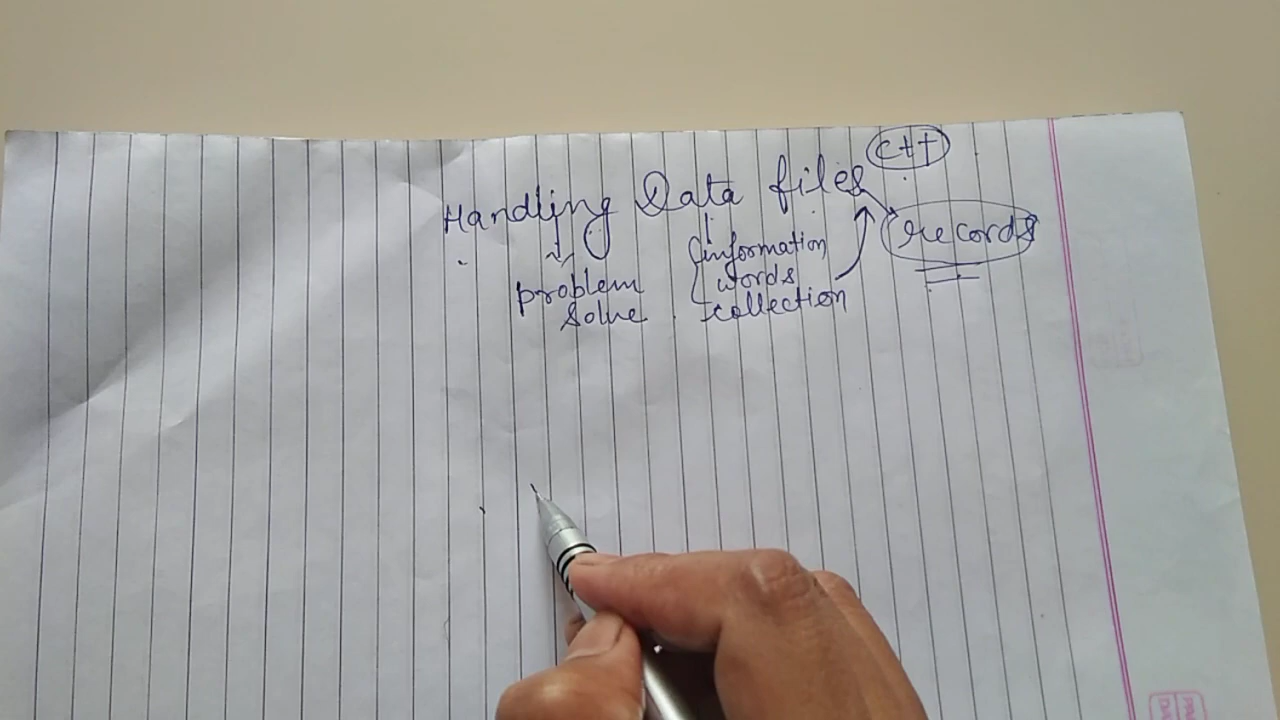 C++
Handling Data files
records
problem
solve
information
words
collection